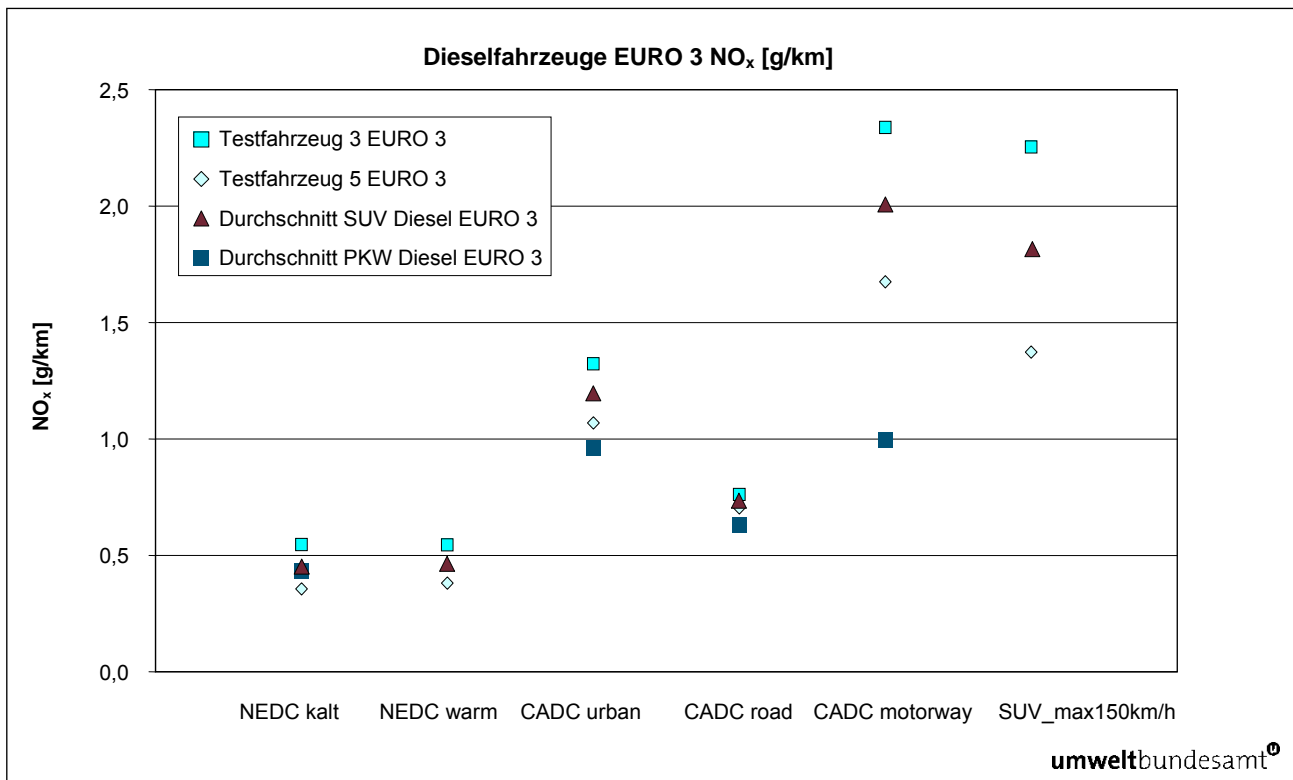 Dieselfahrzeuge EURO 3 NOₓ [g/km]
2,5
2,0
1,5
1,0
0,5
0,0
NOₓ [g/km]
Testfahrzeug 3 EURO 3
Testfahrzeug 5 EURO 3
Durchschnitt SUV Diesel EURO 3
Durchschnitt PKW Diesel EURO 3
NEDC kalt NEDC warm CADC urban CADC road CADC motorway SUV_max150km/h
umweltbundesamt